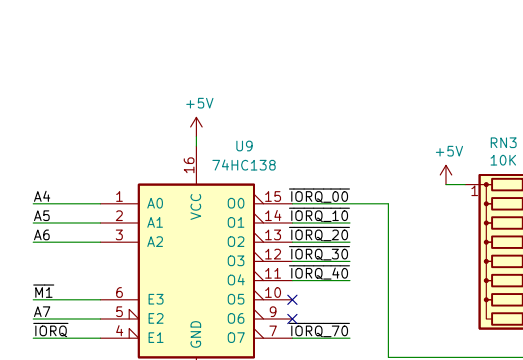 +5V
U9
74HC138
RN3
10K
+5V
1
16
VCC
A4 1 A0 O0 15 IORQ_00
A5 2 A1 O1 14 IORQ_10
A6 3 A2 O2 13 IORQ_20
O3 12 IORQ_30
O4 11 IORQ_40
M1 6 E3 O5 10
A7 5 E2 O6 9
IORQ 4 E1 O7 7 IORQ_70
GND